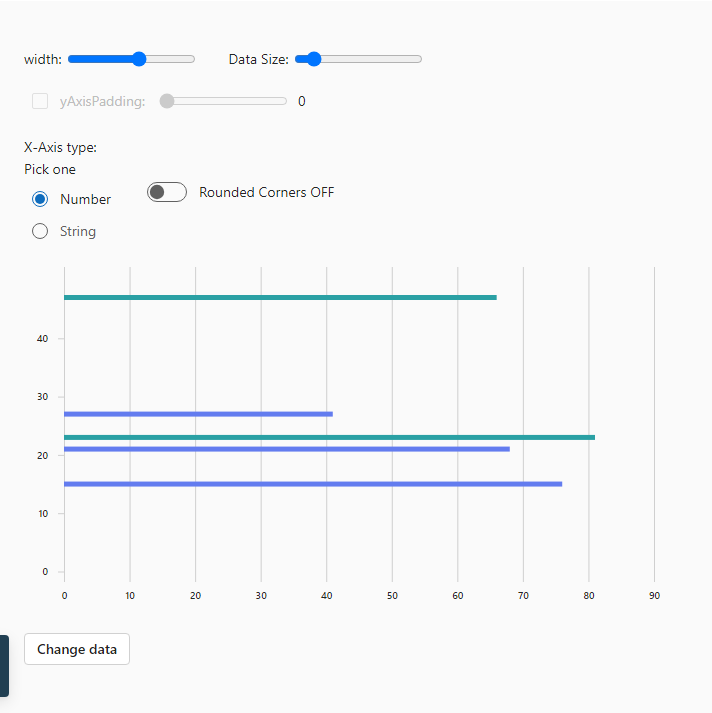 width: Data Size:
yAxisPadding: 0
X-Axis type:
Pick one
Number
Rounded Corners OFF
String
40
30
20
10
0
0 10 20 30 40 50 60 70 80 90
Change data